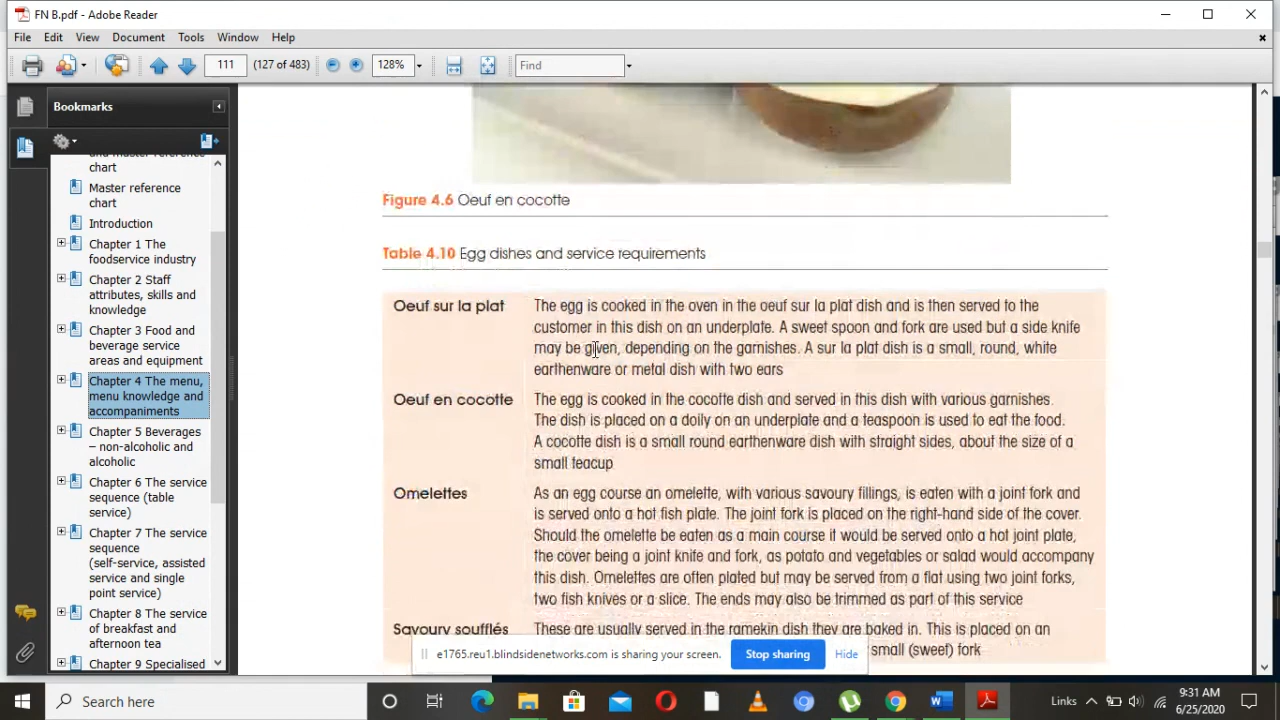 FN B.pdf - Adobe Reader
File Edit View Document Tools Window Help
111 (127 of 483) 128% Find
Bookmarks
and master reference
chart
Master reference
chart
Introduction
Chapter 1 The
foodservice industry
Chapter 2 Staff
attributes, skills and
knowledge
Chapter 3 Food and
beverage service
areas and equipment
Chapter 4 The menu,
menu knowledge and
accompaniments
Chapter 5 Beverages
– non-alcoholic and
alcoholic
Chapter 6 The service
sequence (table
service)
Chapter 7 The service
sequence
(self-service, assisted
service and single
point service)
Chapter 8 The service
of breakfast and
afternoon tea
Chapter 9 Specialised
Figure 4.6 Oeuf en cocotte
Table 4.10 Egg dishes and service requirements
Oeuf sur la plat The egg is cooked in the oven in the oeuf sur la plat dish and is then served to the
customer in this dish on an underplate. A sweet spoon and fork are used but a side knife
may be given, depending on the garnishes. A sur la plat dish is a small, round, white
earthenware or metal dish with two ears
Oeuf en cocotte The egg is cooked in the cocotte dish and served in this dish with various garnishes.
The dish is placed on a doily on an underplate and a teaspoon is used to eat the food.
A cocotte dish is a small round earthenware dish with straight sides, about the size of a
small teacup
Omelettes As an egg course an omelette, with various savoury fillings, is eaten with a joint fork and
is served onto a hot fish plate. The joint fork is placed on the right-hand side of the cover.
Should the omelette be eaten as a main course it would be served onto a hot joint plate,
the cover being a joint knife and fork, as potato and vegetables or salad would accompany
this dish. Omelettes are often plated but may be served from a flat using two joint forks,
two fish knives or a slice. The ends may also be trimmed as part of this service
Savoury soufflés These are usually served in the ramekin dish they are baked in. This is placed on an
small (sweet) fork
e1765.reu1.blindsidenetworks.com is sharing your screen. Stop sharing Hide
Search here Links 9:31 AM
6/25/2020